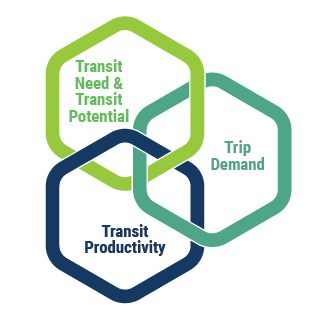 Transit
Need &
Transit
Potential
Trip
Demand
Transit
Productivity